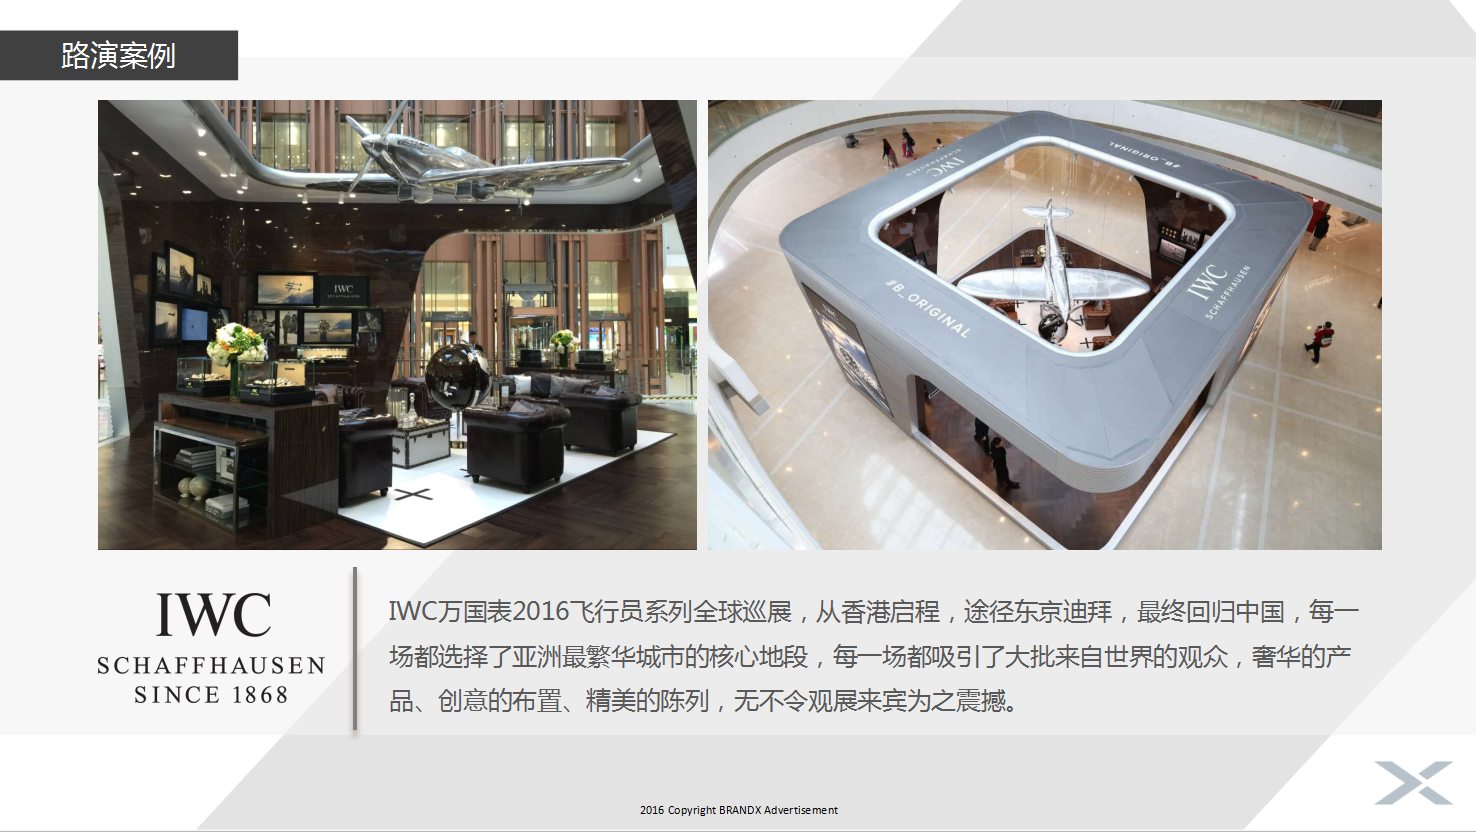 路演案例
IWC
SCHAFFHAUSEN
IWC
SCHAFFHAUSEN
#B_ORIGINAL
#B_ORIGINAL
IWC
SCHAFFHAUSEN
IWC
SCHAFFHAUSEN
SINCE 1868
IWC万国表2016飞行员系列全球巡展，从香港启程，途径东京迪拜，最终回归中国，每一
场都选择了亚洲最繁华城市的核心地段，每一场都吸引了大批来自世界的观众，奢华的产
品、创意的布置、精美的陈列，无不令观展来宾为之震撼。
2016 Copyright BRANDX Advertisement